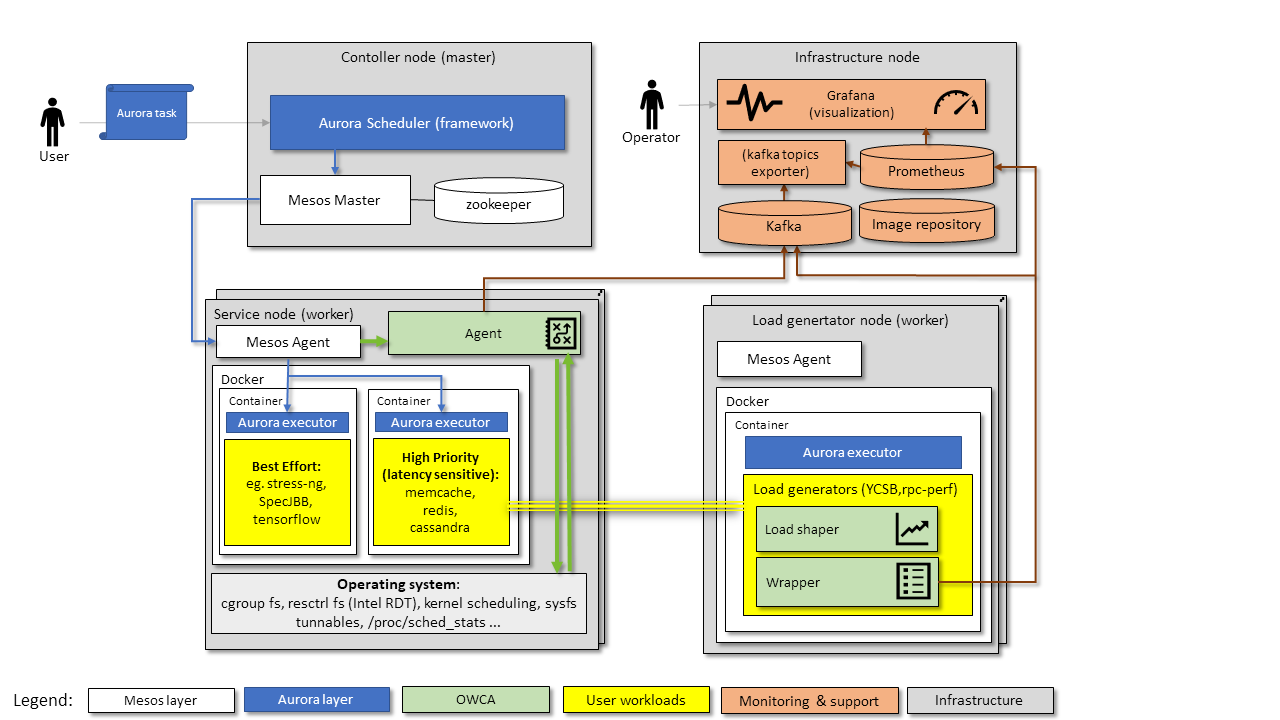 Contoller node (master)
Aurora task
User
Aurora Scheduler (framework)
Mesos Master
zookeeper
Infrastructure node
Operator
Grafana
(visualization)
(kafka topics
exporter)
Prometheus
Kafka
Image repository
Service node (worker)
Mesos Agent
Agent
Docker
Container
Aurora executor
Best Effort:
eg. stress-ng,
SpecJBB,
tensorflow
Container
Aurora executor
High Priority
(latency sensitive):
memcache,
redis,
cassandra
Operating system:
cgroup fs, resctrl fs (Intel RDT), kernel scheduling, sysfs
tunnables, /proc/sched_stats ...
Load genertator node (worker)
Mesos Agent
Docker
Container
Aurora executor
Load generators (YCSB,rpc-perf)
Load shaper
Wrapper
Legend:
Mesos layer
Aurora layer
OWCA
User workloads
Monitoring & support
Infrastructure